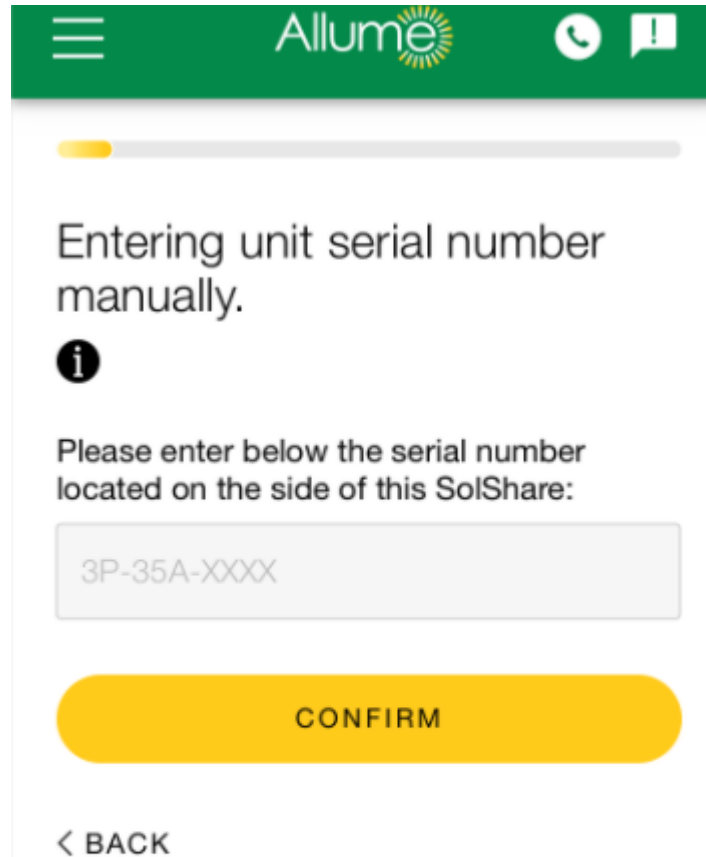 Allume
!
Entering unit serial number
manually.
i
Please enter below the serial number
located on the side of this SolShare:
3P-35A-XXXX
CONFIRM
< BACK